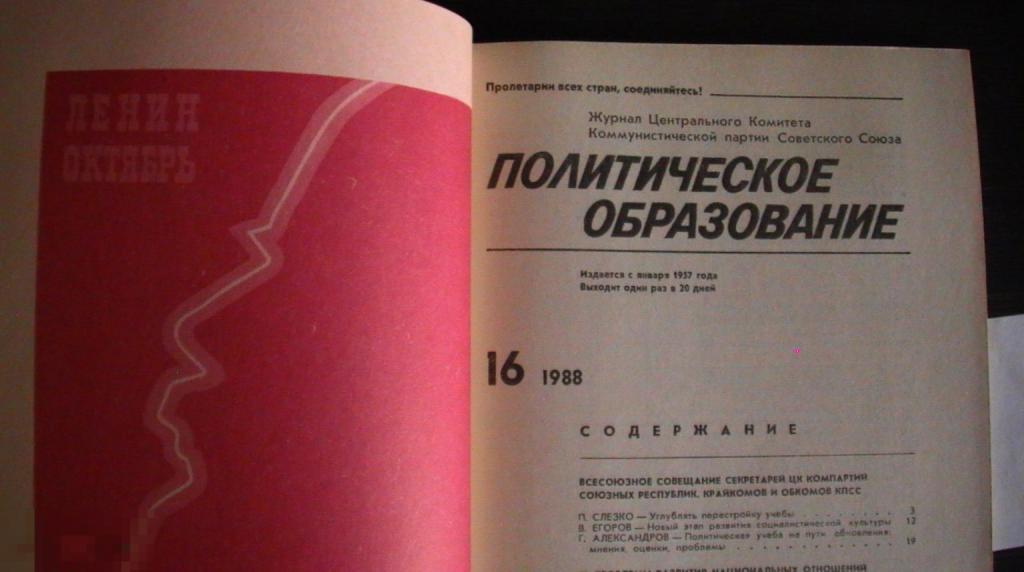 ЛЕНИН
ОКТЯБРЬ
Пролетарии всех стран, соединяйтесь!
Журнал Центрального Комитета
Коммунистической партии Советского Союза
ПОЛИТИЧЕСКОЕ
ОБРАЗОВАНИЕ
Издается с января 1957 года
Выходит один раз в 20 дней
16 1988
СОДЕРЖАНИЕ
ВСЕСОЮЗНОЕ СОВЕЩАНИЕ СЕКРЕТАРЕЙ ЦК КОМПАРТИЙ
СОЮЗНЫХ РЕСПУБЛИК, КРАЙКОМОВ И ОБКОМОВ КПСС
П. СЛЕЗКО — Углублять перестройку учебы . . . . . . . . 3
В. ЕГОРОВ — Новый этап развития социалистической культуры 12
Г. АЛЕКСАНДРОВ — Политическая учеба на пути обновления:
мнения, оценки, проблемы . . . . . . . . . . . 19
РАЗВИТИЯ НАЦИОНАЛЬНЫХ ОТНОШЕНИЙ